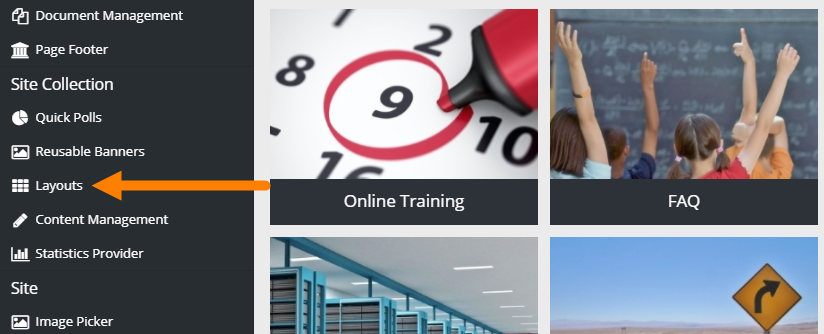 Document Management
Page Footer
Site Collection
Quick Polls
Reusable Banners
Layouts
Content Management
Statistics Provider
Site
Image Picker
2
8
9
10
16
Online Training
FAQ